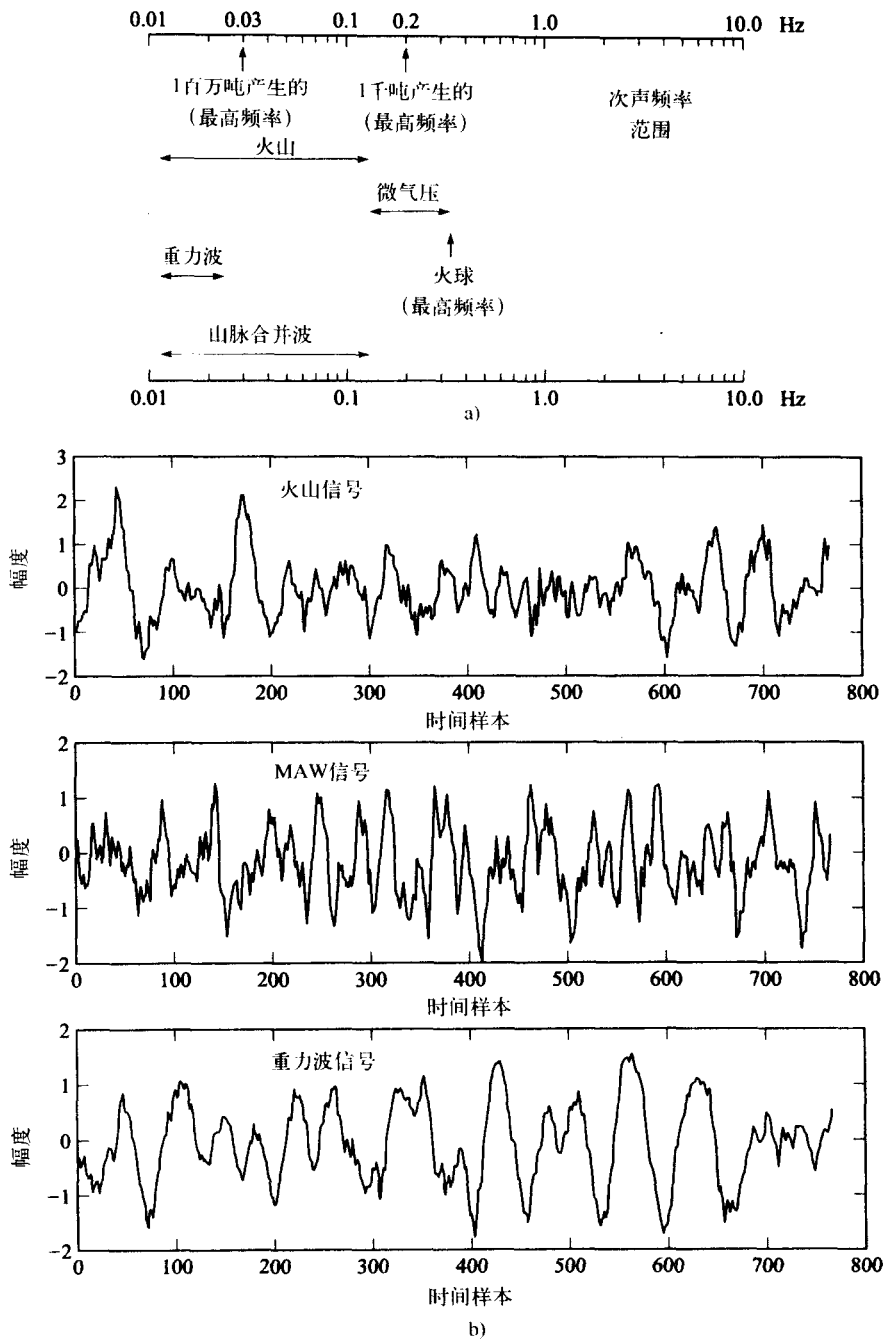 0.01 0.03 0.1 0.2 1.0 10.0 Hz
1百万吨产生的 1千吨产生的 次声频率
(最高频率) (最高频率) 范围
火山
微气压
重力波
火球
(最高频率)
山脉合并波
0.01 0.1 1.0 10.0 Hz
a)
3
火山信号
2
1
0
-1
-2
幅度
0 100 200 300 400 500 600 700 800
时间样本
2
MAW信号
1
0
-1
-2
幅度
0 100 200 300 400 500 600 700 800
时间样本
2
重力波信号
1
0
-1
-2
幅度
0 100 200 300 400 500 600 700 800
时间样本
b)